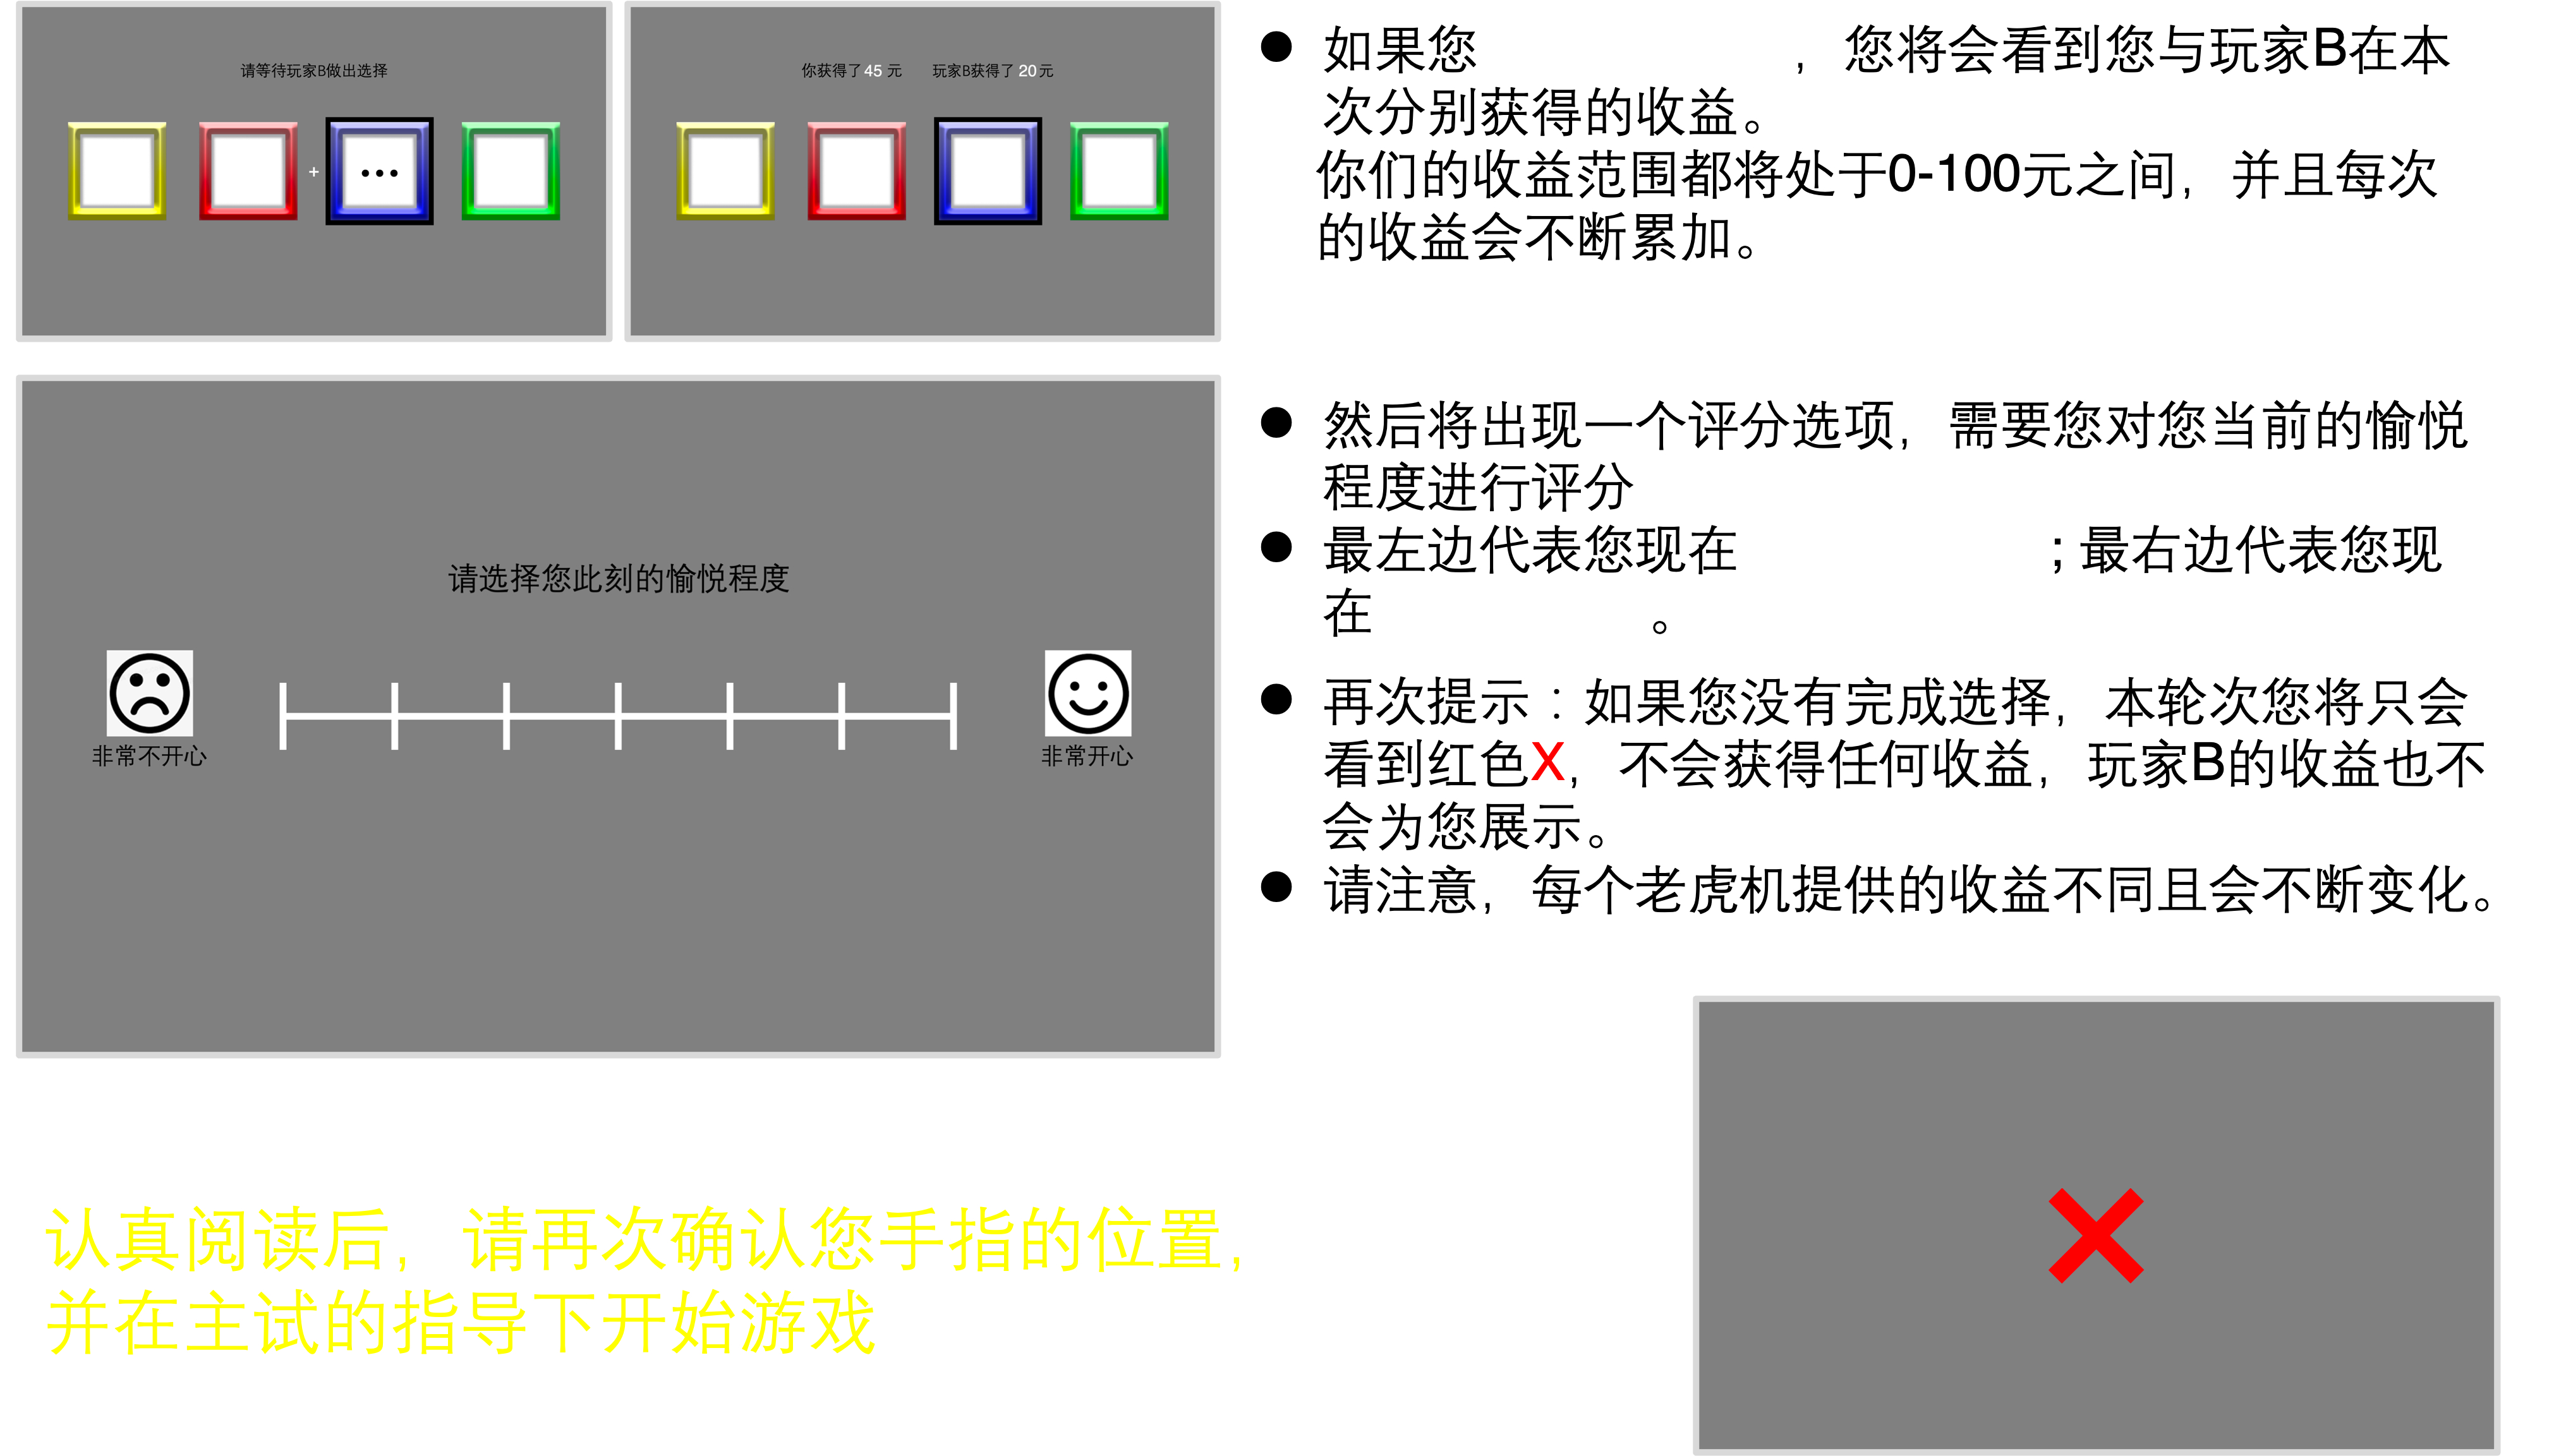 请等待玩家B做出选择
+
你获得了 45 元 玩家B获得了 20 元
● 如果您 ，您将会看到您与玩家B在本
次分别获得的收益。
你们的收益范围都将处于0-100元之间，并且每次
的收益会不断累加。
请选择您此刻的愉悦程度
非常不开心
非常开心
● 然后将出现一个评分选项，需要您对您当前的愉悦
程度进行评分
● 最左边代表您现在 ；最右边代表您现
在 。
● 再次提示：如果您没有完成选择，本轮次您将只会
看到红色X，不会获得任何收益，玩家B的收益也不
会为您展示。
● 请注意，每个老虎机提供的收益不同且会不断变化。
认真阅读后，请再次确认您手指的位置，
并在主试的指导下开始游戏